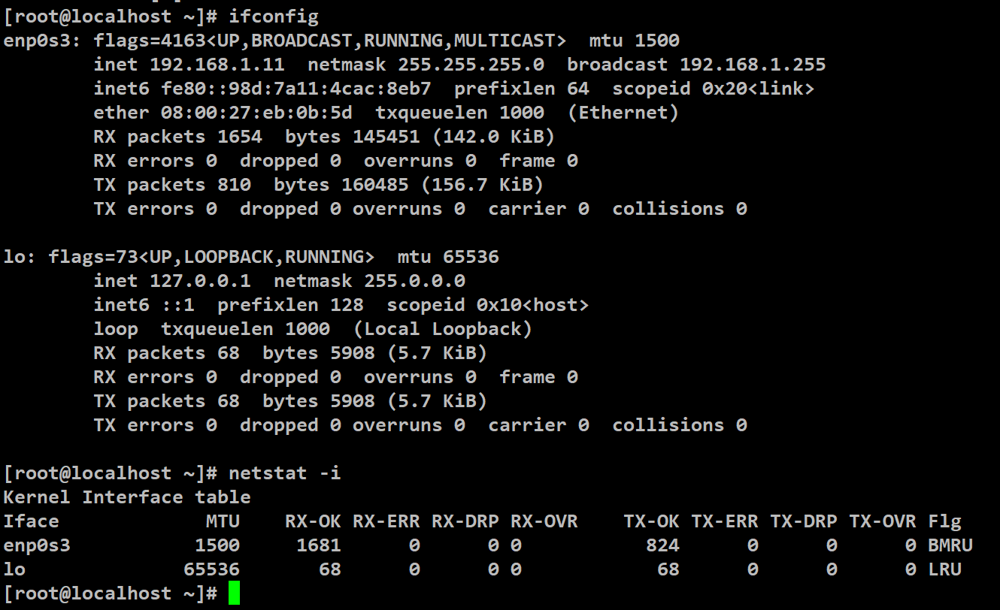 [root@localhost ~]# ifconfig
enp0s3: flags=4163<UP,BROADCAST,RUNNING,MULTICAST>  mtu 1500
        inet 192.168.1.11  netmask 255.255.255.0  broadcast 192.168.1.255
        inet6 fe80::98d:7a11:4cac:8eb7  prefixlen 64  scopeid 0x20<link>
        ether 08:00:27:eb:0b:5d  txqueuelen 1000  (Ethernet)
        RX packets 1654  bytes 145451 (142.0 KiB)
        RX errors 0  dropped 0  overruns 0  frame 0
        TX packets 810  bytes 160485 (156.7 KiB)
        TX errors 0  dropped 0 overruns 0  carrier 0  collisions 0

lo: flags=73<UP,LOOPBACK,RUNNING>  mtu 65536
        inet 127.0.0.1  netmask 255.0.0.0
        inet6 ::1  prefixlen 128  scopeid 0x10<host>
        loop  txqueuelen 1000  (Local Loopback)
        RX packets 68  bytes 5908 (5.7 KiB)
        RX errors 0  dropped 0  overruns 0  frame 0
        TX packets 68  bytes 5908 (5.7 KiB)
        TX errors 0  dropped 0 overruns 0  carrier 0  collisions 0

[root@localhost ~]# netstat -i
Kernel Interface table
Iface             MTU    RX-OK RX-ERR RX-DRP RX-OVR    TX-OK TX-ERR TX-DRP TX-OVR Flg
enp0s3           1500     1681      0      0 0           824      0      0      0 BMRU
lo              65536       68      0      0 0            68      0      0      0 LRU
[root@localhost ~]#